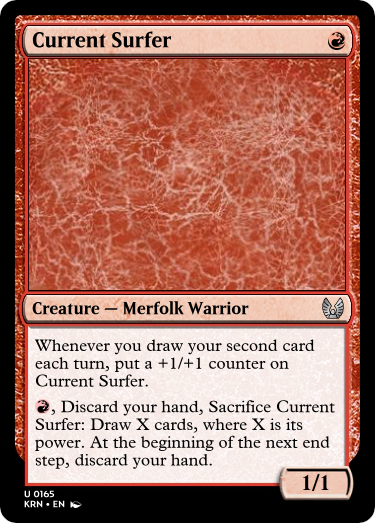 Current Surfer
Creature — Merfolk Warrior
Whenever you draw your second card
each turn, put a +1/+1 counter on
Current Surfer.
, Discard your hand, Sacrifice Current
Surfer: Draw X cards, where X is its
power. At the beginning of the next end
step, discard your hand.
1/1
U 0165
KRN • EN